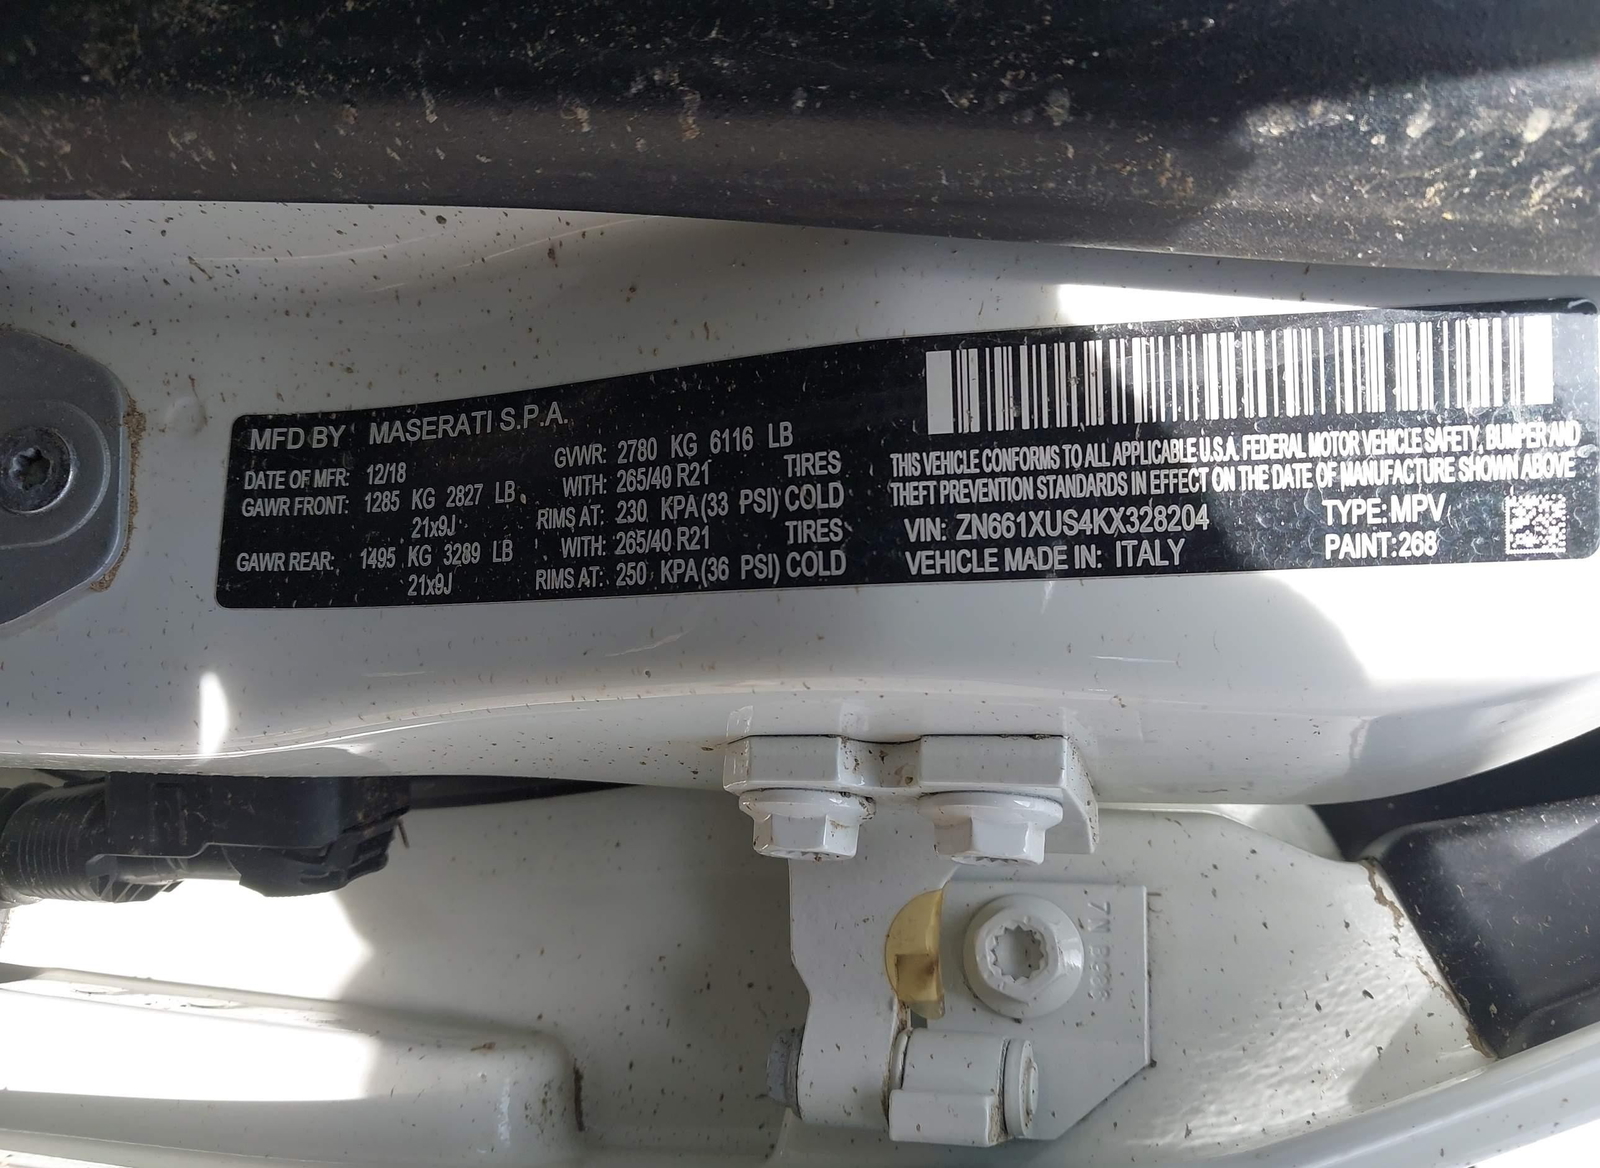 MFD BY MASERATI S.P.A.
DATE OF MFR: 12/18 GVWR: 2780 KG 6116 LB
GAWR FRONT: 1285 KG 2827 LB WITH: 265/40 R21 TIRES
21x9J RIMS AT: 230 KPA(33 PSI) COLD
GAWR REAR: 1495 KG 3289 LB WITH: 265/40 R21 TIRES
21x9J RIMS AT: 250 KPA(36 PSI) COLD
THIS VEHICLE CONFORMS TO ALL APPLICABLE U.S.A. FEDERAL MOTOR VEHICLE SAFETY, BUMPER AND
THEFT PREVENTION STANDARDS IN EFFECT ON THE DATE OF MANUFACTURE SHOWN ABOVE
VIN: ZN661XUS4KX328204 TYPE:MPV
VEHICLE MADE IN: ITALY PAINT:268